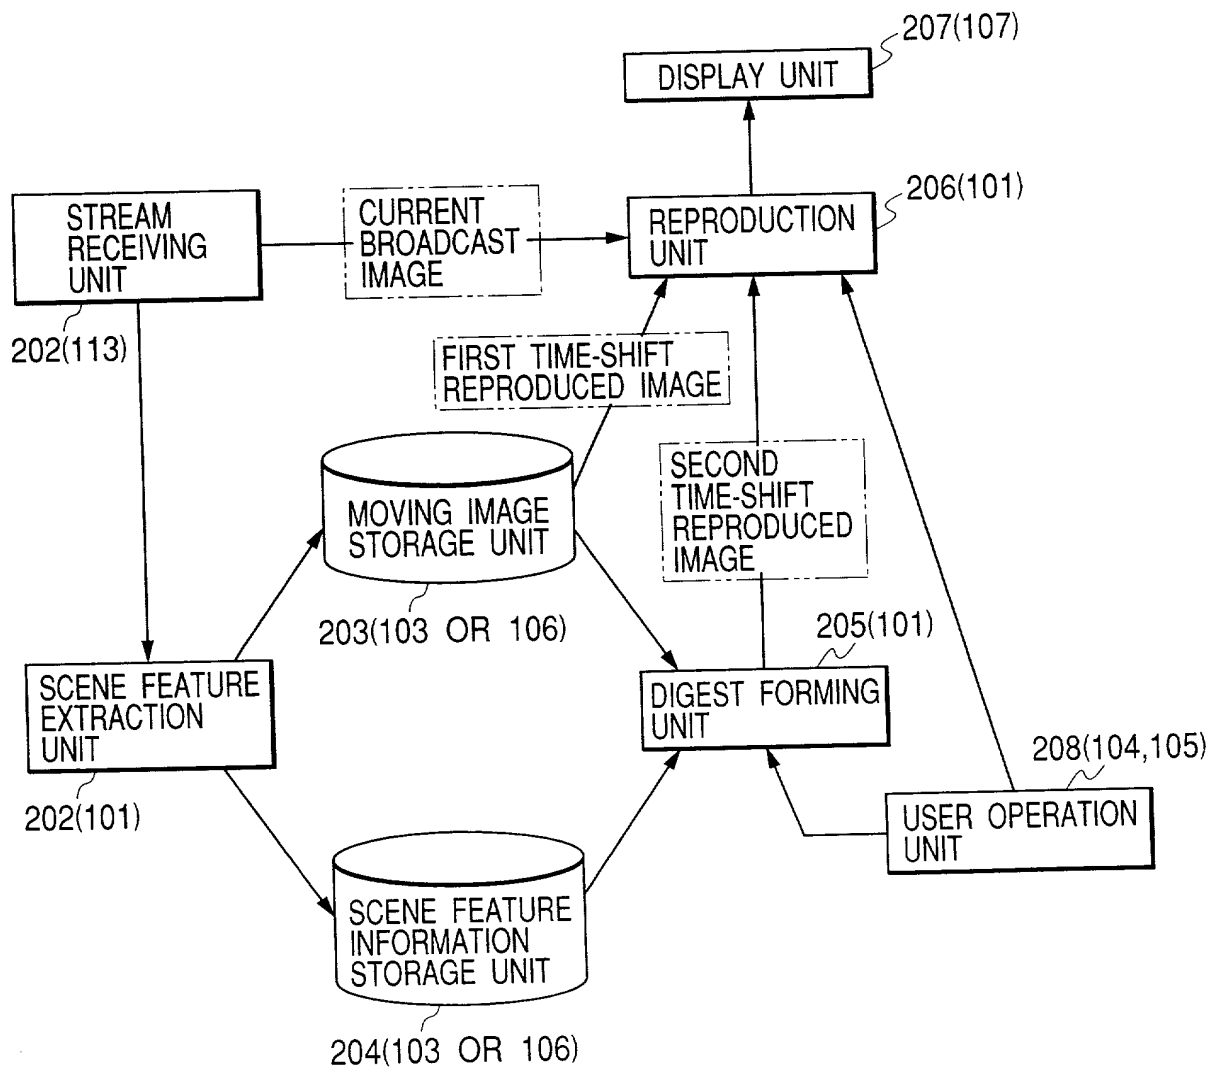 207(107)
DISPLAY UNIT
206(101)
STREAM
RECEIVING
UNIT
CURRENT
BROADCAST
IMAGE
REPRODUCTION
UNIT
202(113)
FIRST TIME-SHIFT
REPRODUCED IMAGE
SECOND
TIME-SHIFT
REPRODUCED
IMAGE
MOVING IMAGE
STORAGE UNIT
203(103 OR 106)
205(101)
SCENE FEATURE
EXTRACTION
UNIT
DIGEST FORMING
UNIT
202(101)
208(104,105)
USER OPERATION
UNIT
SCENE FEATURE
INFORMATION
STORAGE UNIT
204(103 OR 106)